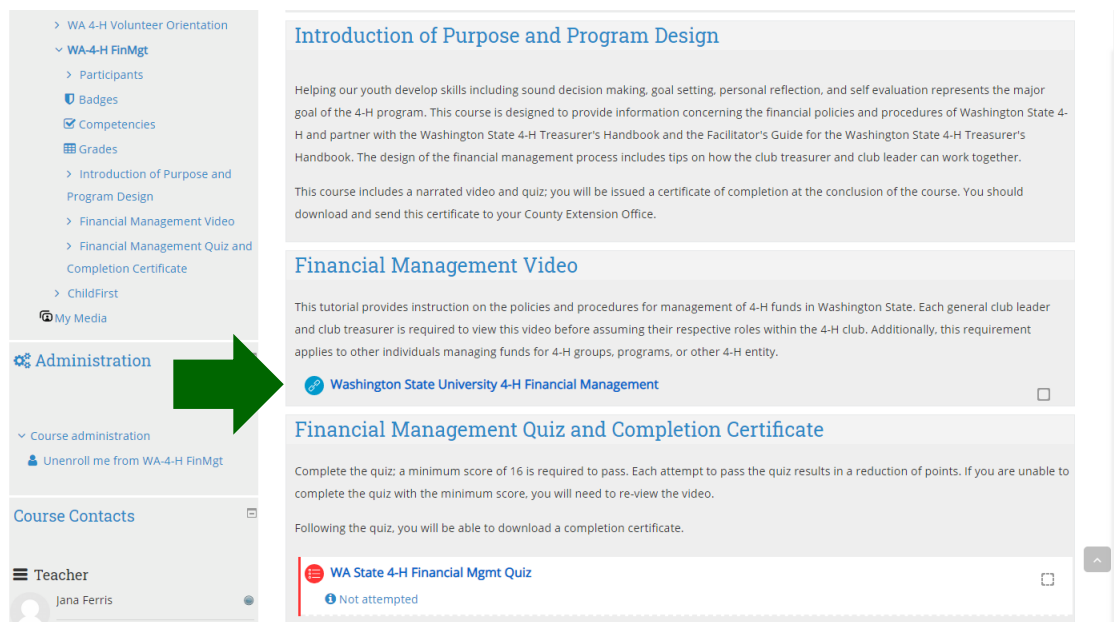 WA 4-H Volunteer Orientation
WA-4-H FinMgt
Participants
Badges
Competencies
Grades
Introduction of Purpose and
Program Design
Financial Management Video
Financial Management Quiz and
Completion Certificate
ChildFirst
My Media
Administration
Course administration
Unenroll me from WA-4-H FinMgt
Course Contacts
Teacher
Jana Ferris
Introduction of Purpose and Program Design
Helping our youth develop skills including sound decision making, goal setting, personal reflection, and self evaluation represents the major
goal of the 4-H program. This course is designed to provide information concerning the financial policies and procedures of Washington State 4-
H and partner with the Washington State 4-H Treasurer's Handbook and the Facilitator's Guide for the Washington State 4-H Treasurer's
Handbook. The design of the financial management process includes tips on how the club treasurer and club leader can work together.
This course includes a narrated video and quiz; you will be issued a certificate of completion at the conclusion of the course. You should
download and send this certificate to your County Extension Office.
Financial Management Video
This tutorial provides instruction on the policies and procedures for management of 4-H funds in Washington State. Each general club leader
and club treasurer is required to view this video before assuming their respective roles within the 4-H club. Additionally, this requirement
applies to other individuals managing funds for 4-H groups, programs, or other 4-H entity.
Washington State University 4-H Financial Management
Financial Management Quiz and Completion Certificate
Complete the quiz; a minimum score of 16 is required to pass. Each attempt to pass the quiz results in a reduction of points. If you are unable to
complete the quiz with the minimum score, you will need to re-view the video.
Following the quiz, you will be able to download a completion certificate.
WA State 4-H Financial Mgmt Quiz
Not attempted